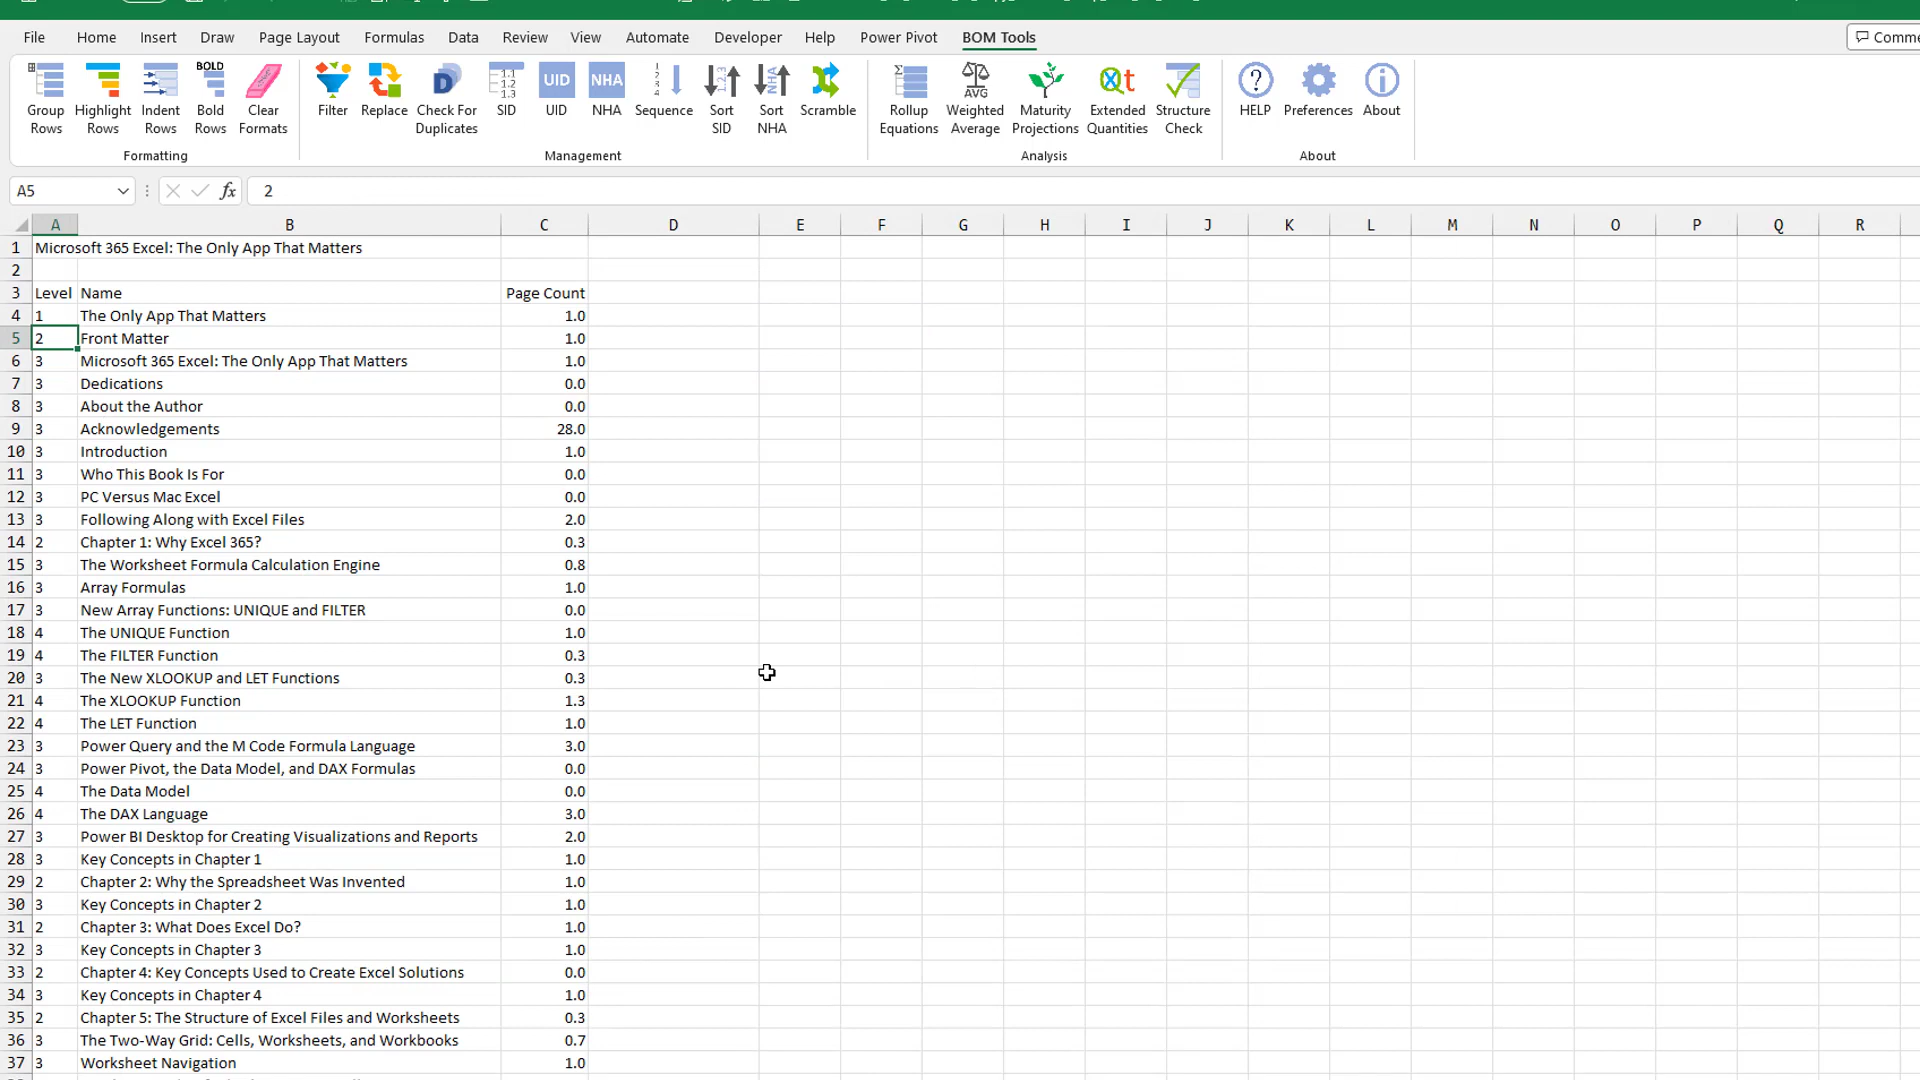 File Home Insert Draw Page Layout Formulas Data Review View Automate Developer Help Power Pivot BOM Tools Comme
BOLD 1.1 1.2 1.3 UID NHA AVG
Group Rows Highlight Rows Indent Rows Bold Rows Clear Formats Filter Replace Check For Duplicates SID UID NHA Sequence Sort SID Sort NHA Scramble Rollup Equations Weighted Average Maturity Projections Extended Quantities Structure Check HELP Preferences About
Formatting Management Analysis About
A5 fx 2
A B C D E F G H I J K L M N O P Q R
1 Microsoft 365 Excel: The Only App That Matters
2
3 Level Name Page Count
4 1 The Only App That Matters 1.0
5 2 Front Matter 1.0
6 3 Microsoft 365 Excel: The Only App That Matters 1.0
7 3 Dedications 0.0
8 3 About the Author 0.0
9 3 Acknowledgements 28.0
10 3 Introduction 1.0
11 3 Who This Book Is For 0.0
12 3 PC Versus Mac Excel 0.0
13 3 Following Along with Excel Files 2.0
14 2 Chapter 1: Why Excel 365? 0.3
15 3 The Worksheet Formula Calculation Engine 0.8
16 3 Array Formulas 1.0
17 3 New Array Functions: UNIQUE and FILTER 0.0
18 4 The UNIQUE Function 1.0
19 4 The FILTER Function 0.3
20 3 The New XLOOKUP and LET Functions 0.3
21 4 The XLOOKUP Function 1.3
22 4 The LET Function 1.0
23 3 Power Query and the M Code Formula Language 3.0
24 3 Power Pivot, the Data Model, and DAX Formulas 0.0
25 4 The Data Model 0.0
26 4 The DAX Language 3.0
27 3 Power BI Desktop for Creating Visualizations and Reports 2.0
28 3 Key Concepts in Chapter 1 1.0
29 2 Chapter 2: Why the Spreadsheet Was Invented 1.0
30 3 Key Concepts in Chapter 2 1.0
31 2 Chapter 3: What Does Excel Do? 1.0
32 3 Key Concepts in Chapter 3 1.0
33 2 Chapter 4: Key Concepts Used to Create Excel Solutions 0.0
34 3 Key Concepts in Chapter 4 1.0
35 2 Chapter 5: The Structure of Excel Files and Worksheets 0.3
36 3 The Two-Way Grid: Cells, Worksheets, and Workbooks 0.7
37 3 Worksheet Navigation 1.0